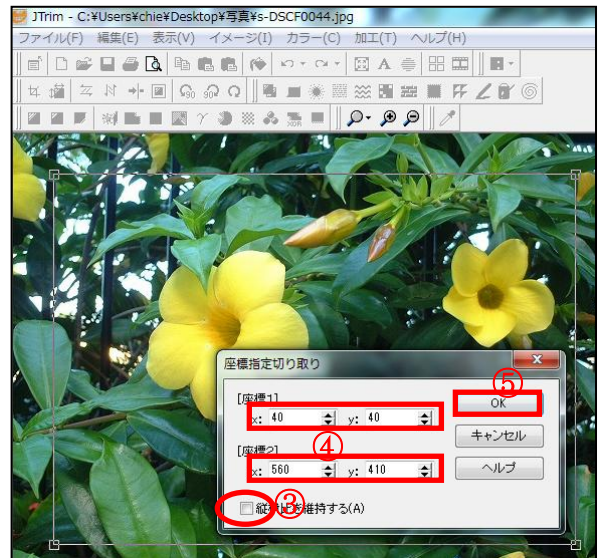 JTrim - C:¥Users¥chie¥Desktop¥写真¥s-DSCF0044.jpg
ファイル(F) 編集(E) 表示(V) イメージ(I) カラー(C) 加工(T) ヘルプ(H)
座標指定切り取り
[座標1]
x: 40 y: 40
[座標2]
x: 560 y: 410
縦横比を維持する(A)
OK
キャンセル
ヘルプ
③
④
⑤